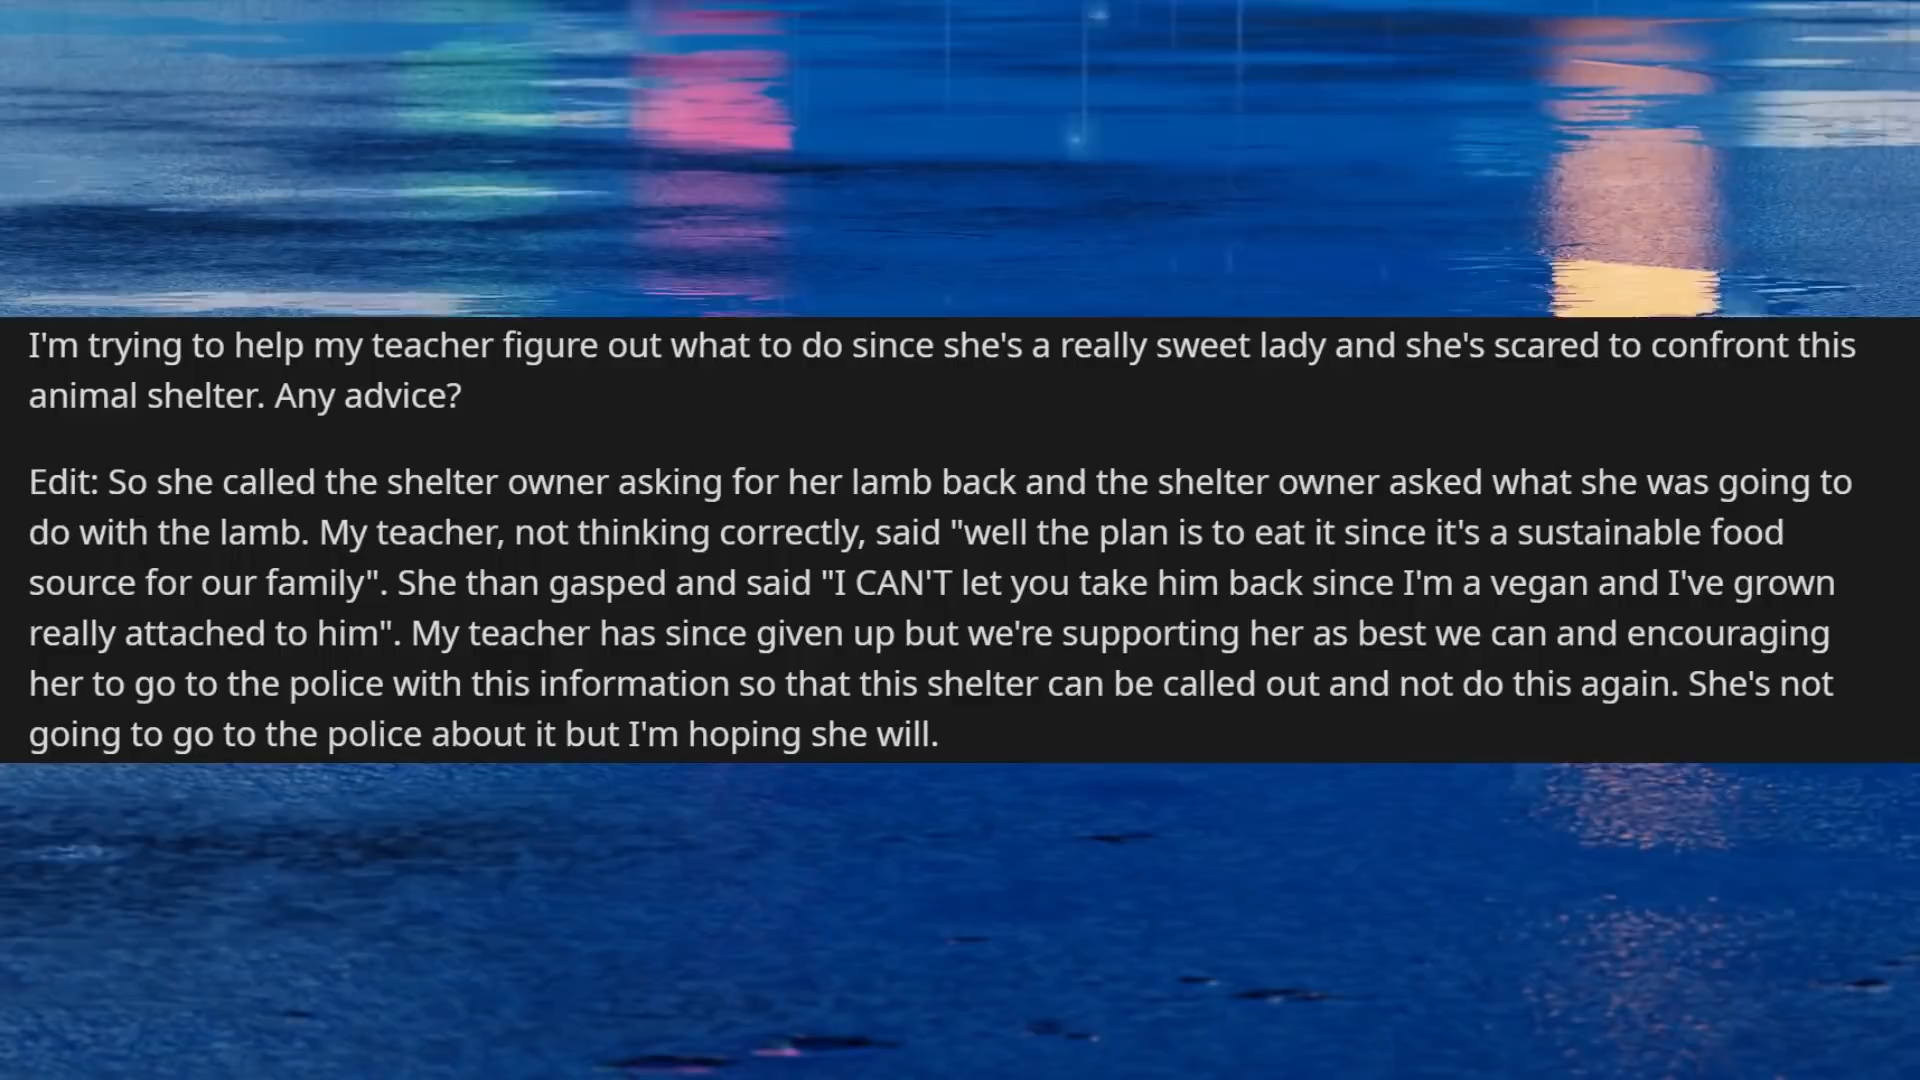 I'm trying to help my teacher figure out what to do since she's a really sweet lady and she's scared to confront this
animal shelter. Any advice?
Edit: So she called the shelter owner asking for her lamb back and the shelter owner asked what she was going to
do with the lamb. My teacher, not thinking correctly, said "well the plan is to eat it since it's a sustainable food
source for our family". She than gasped and said "I CAN'T let you take him back since I'm a vegan and I've grown
really attached to him". My teacher has since given up but we're supporting her as best we can and encouraging
her to go to the police with this information so that this shelter can be called out and not do this again. She's not
going to go to the police about it but I'm hoping she will.